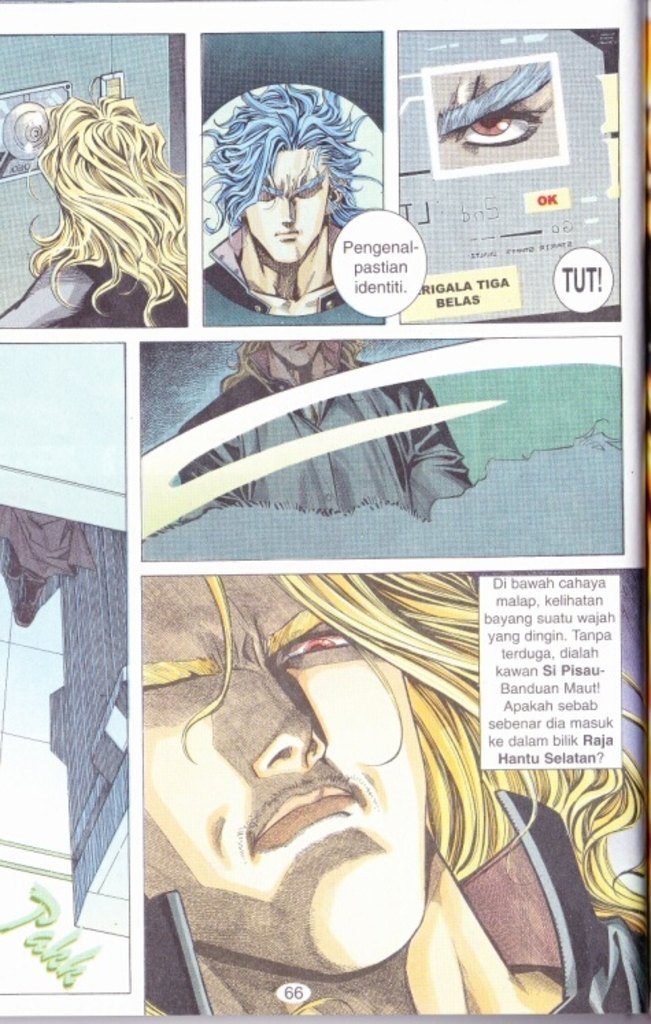 Pengenal-
pastian
identiti.
OK
TUT!
RIGALA TIGA
BELAS
Di bawah cahaya
malap, kelihatan
bayang suatu wajah
yang dingin. Tanpa
terduga, dialah
kawan Si Pisau-
Banduan Maut!
Apakah sebab
sebenar dia masuk
ke dalam bilik Raja
Hantu Selatan?
Pakk
66